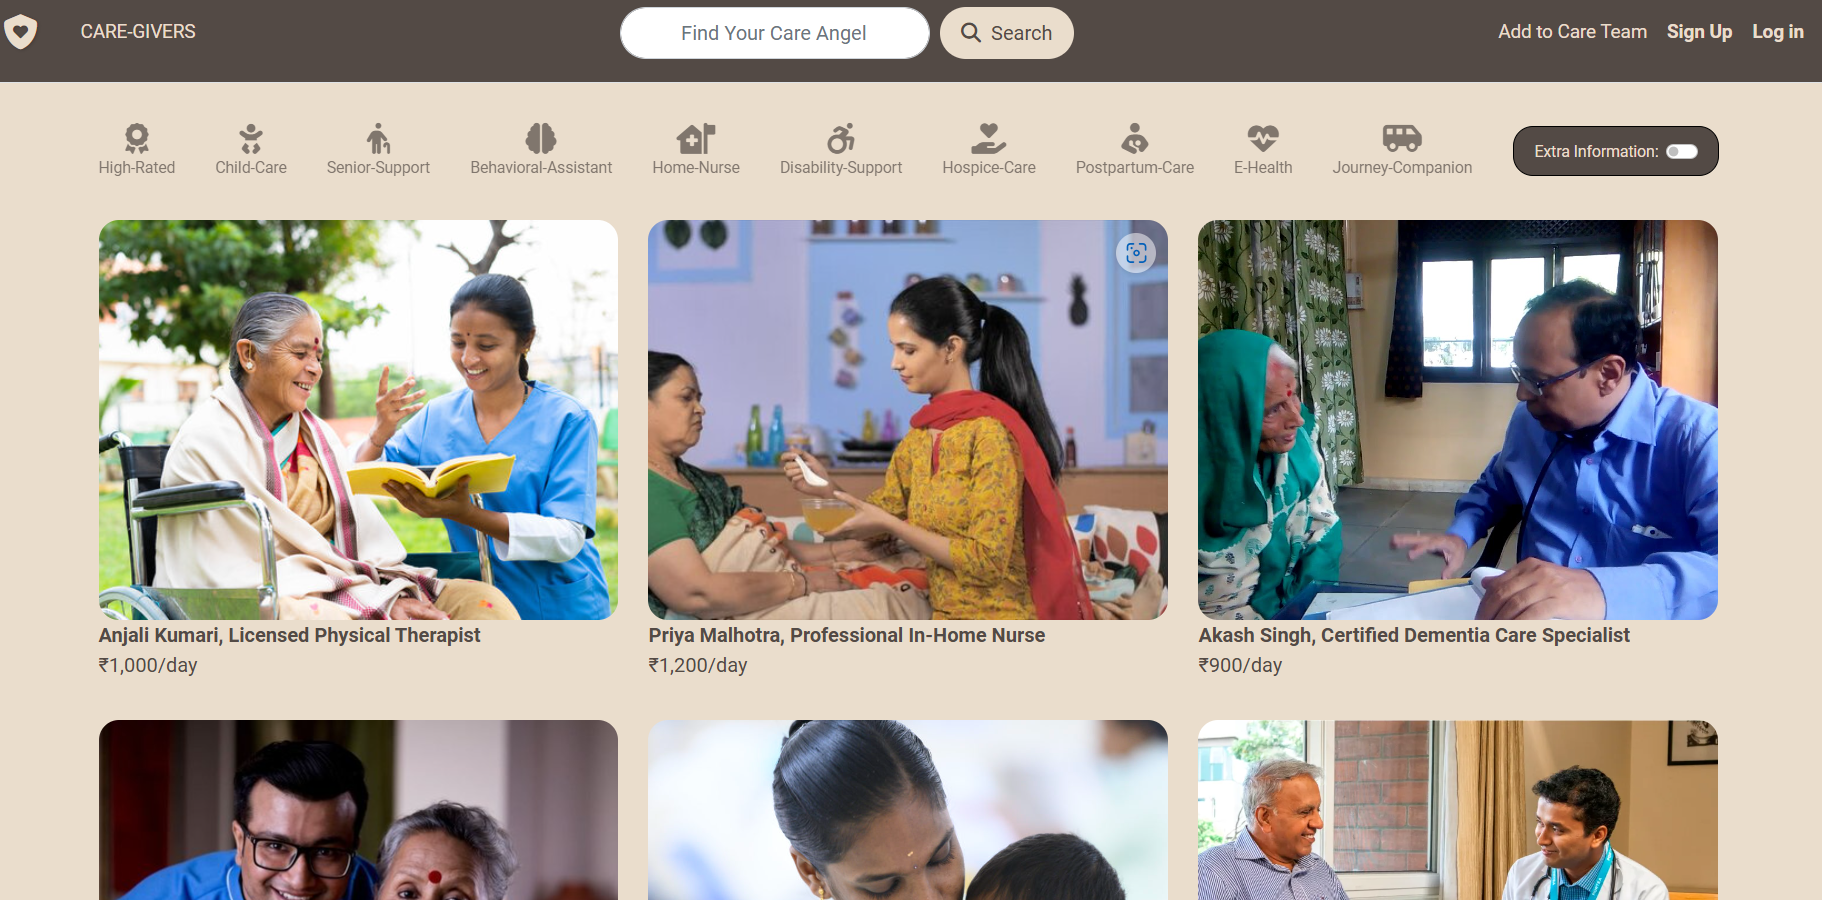 CARE-GIVERS
Find Your Care Angel
Search
Add to Care Team
Sign Up
Log in
High-Rated
Child-Care
Senior-Support
Behavioral-Assistant
Home-Nurse
Disability-Support
Hospice-Care
Postpartum-Care
E-Health
Journey-Companion
Extra Information:
Anjali Kumari, Licensed Physical Therapist
₹1,000/day
Priya Malhotra, Professional In-Home Nurse
₹1,200/day
Akash Singh, Certified Dementia Care Specialist
₹900/day